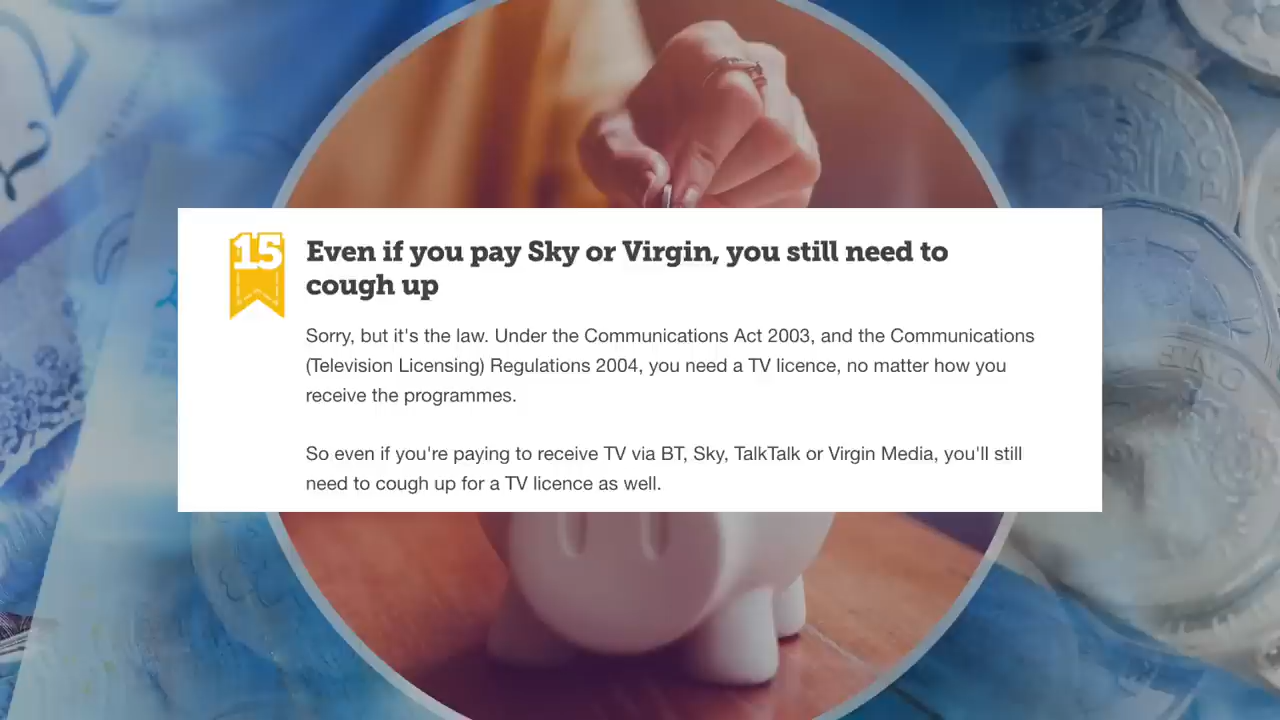 15
Even if you pay Sky or Virgin, you still need to
cough up
Sorry, but it's the law. Under the Communications Act 2003, and the Communications
(Television Licensing) Regulations 2004, you need a TV licence, no matter how you
receive the programmes.
So even if you're paying to receive TV via BT, Sky, TalkTalk or Virgin Media, you'll still
need to cough up for a TV licence as well.